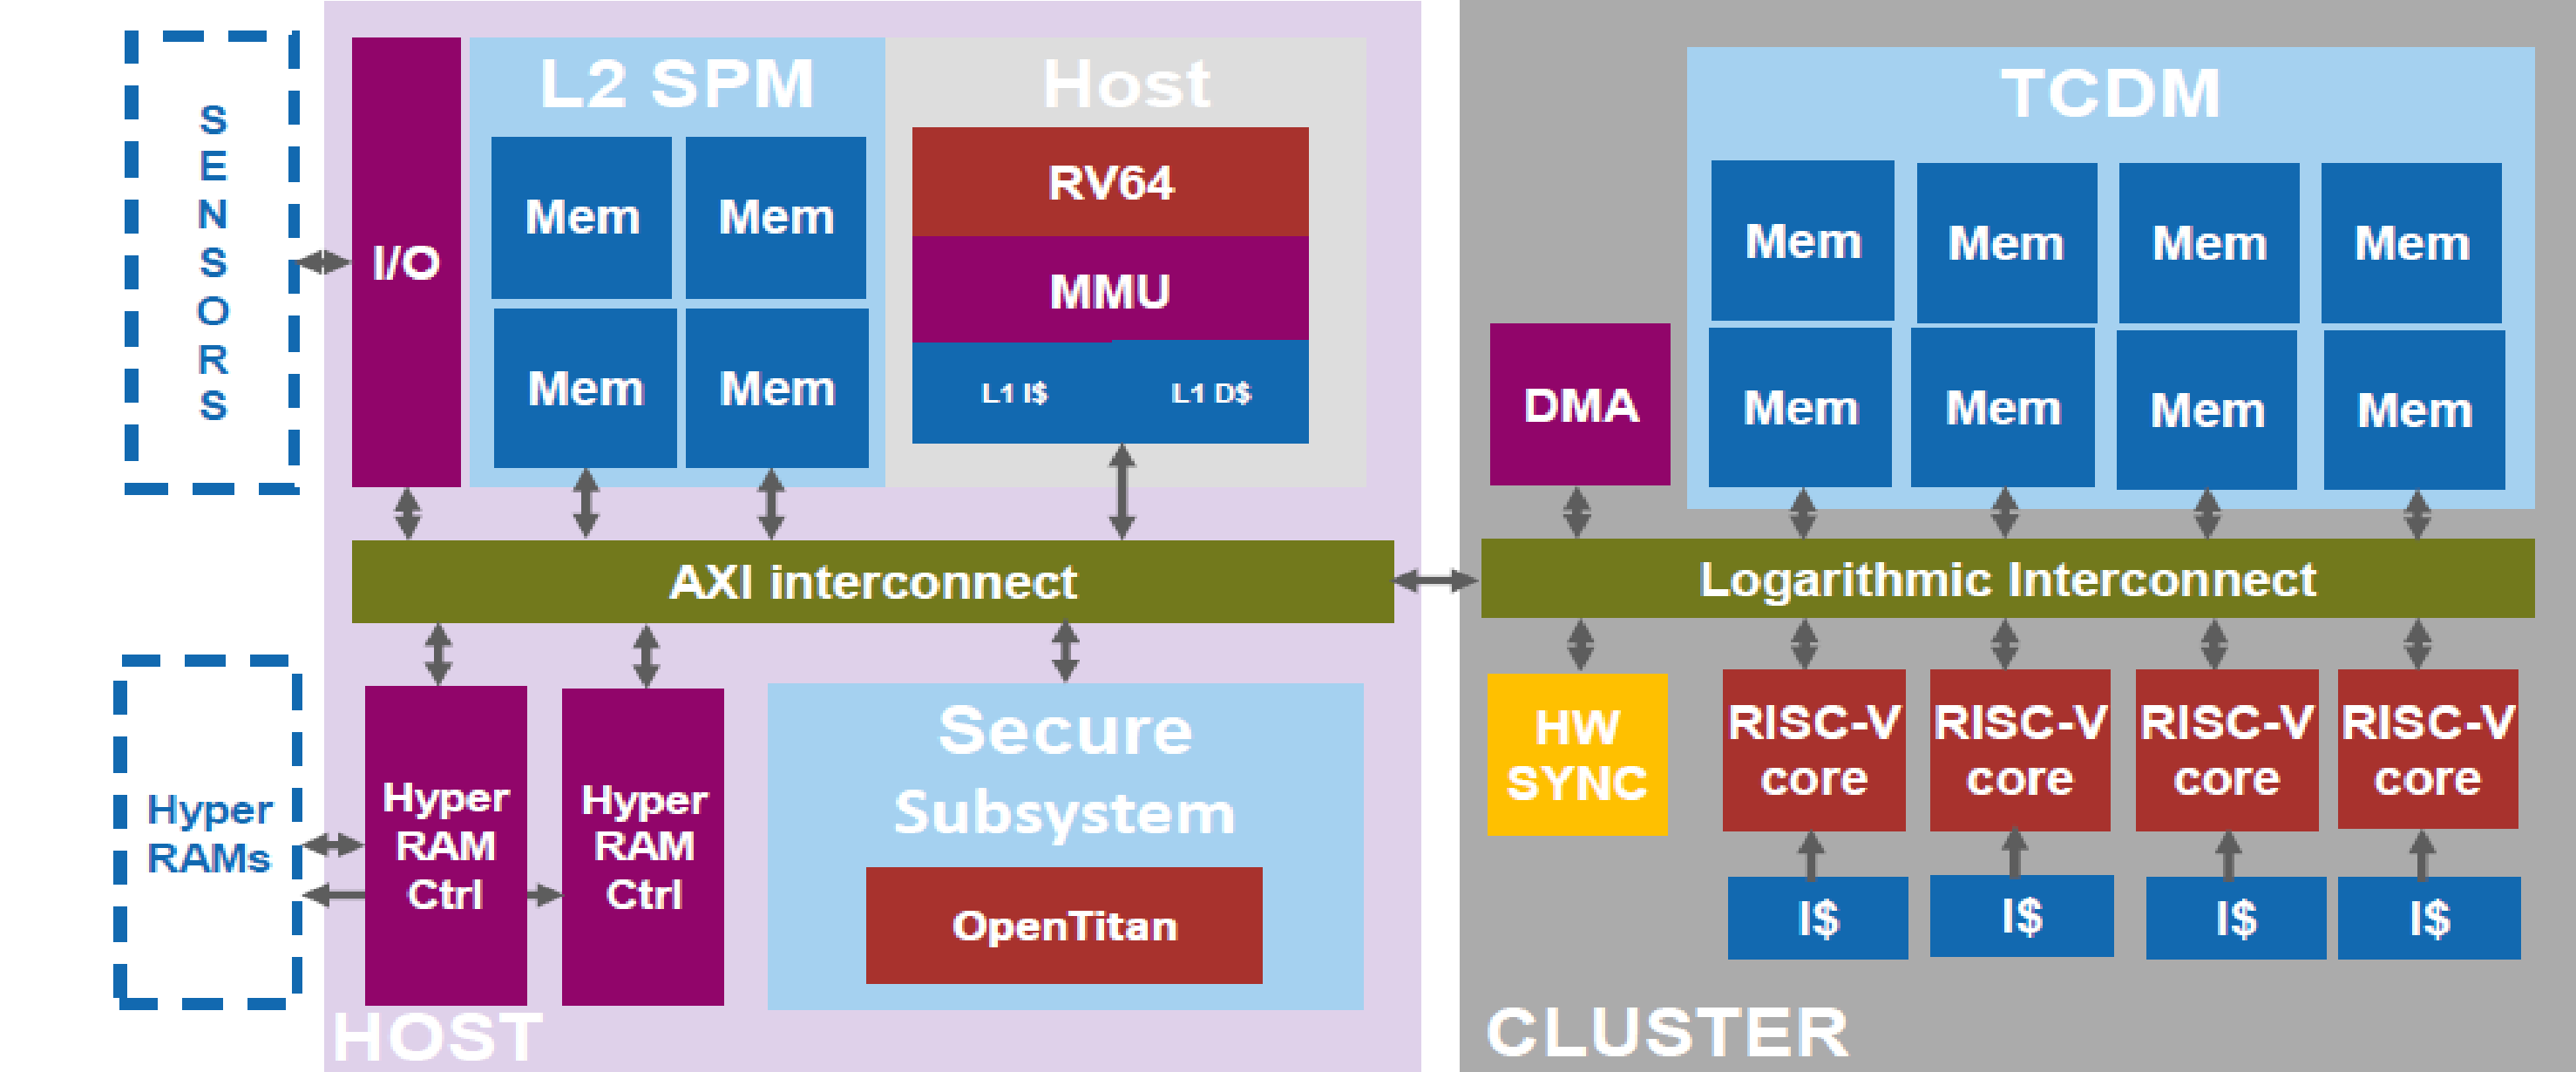 SENSORS
I/O
L2 SPM
Mem
Mem
Mem
Mem
Host
RV64
MMU
L1 I$
L1 D$
AXI interconnect
Hyper
RAMs
Hyper
RAM
Ctrl
Hyper
RAM
Ctrl
Secure
Subsystem
OpenTitan
HOST
TCDM
Mem
Mem
Mem
Mem
Mem
Mem
Mem
Mem
DMA
Logarithmic Interconnect
HW
SYNC
RISC-V
core
RISC-V
core
RISC-V
core
RISC-V
core
I$
I$
I$
I$
CLUSTER